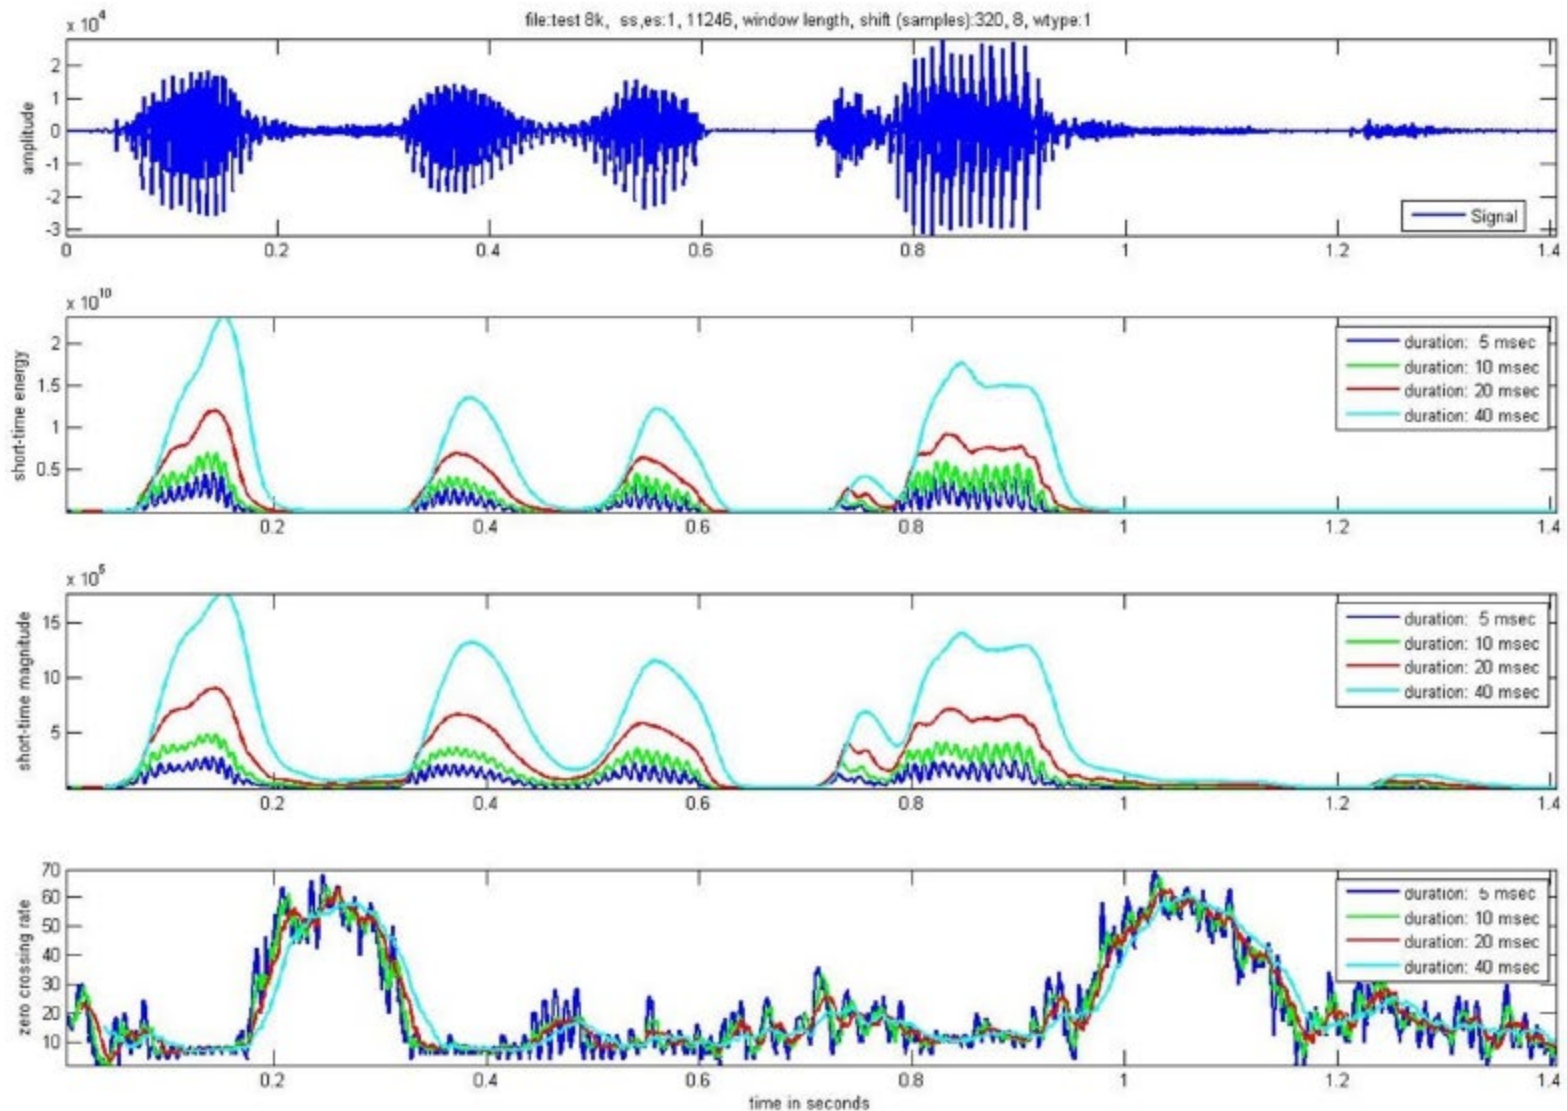 file:test 8k, ss,es:1, 11246, window length, shift (samples):320, 8, wtype:1
x 10^4
amplitude
2
1
0
-1
-2
-3
Signal
0 0.2 0.4 0.6 0.8 1 1.2 1.4
x 10^10
short-time energy
2
1.5
1
0.5
duration: 5 msec
duration: 10 msec
duration: 20 msec
duration: 40 msec
0.2 0.4 0.6 0.8 1 1.2 1.4
x 10^5
short-time magnitude
15
10
5
duration: 5 msec
duration: 10 msec
duration: 20 msec
duration: 40 msec
0.2 0.4 0.6 0.8 1 1.2 1.4
zero crossing rate
70
60
50
40
30
20
10
duration: 5 msec
duration: 10 msec
duration: 20 msec
duration: 40 msec
0.2 0.4 0.6 0.8 1 1.2 1.4
time in seconds